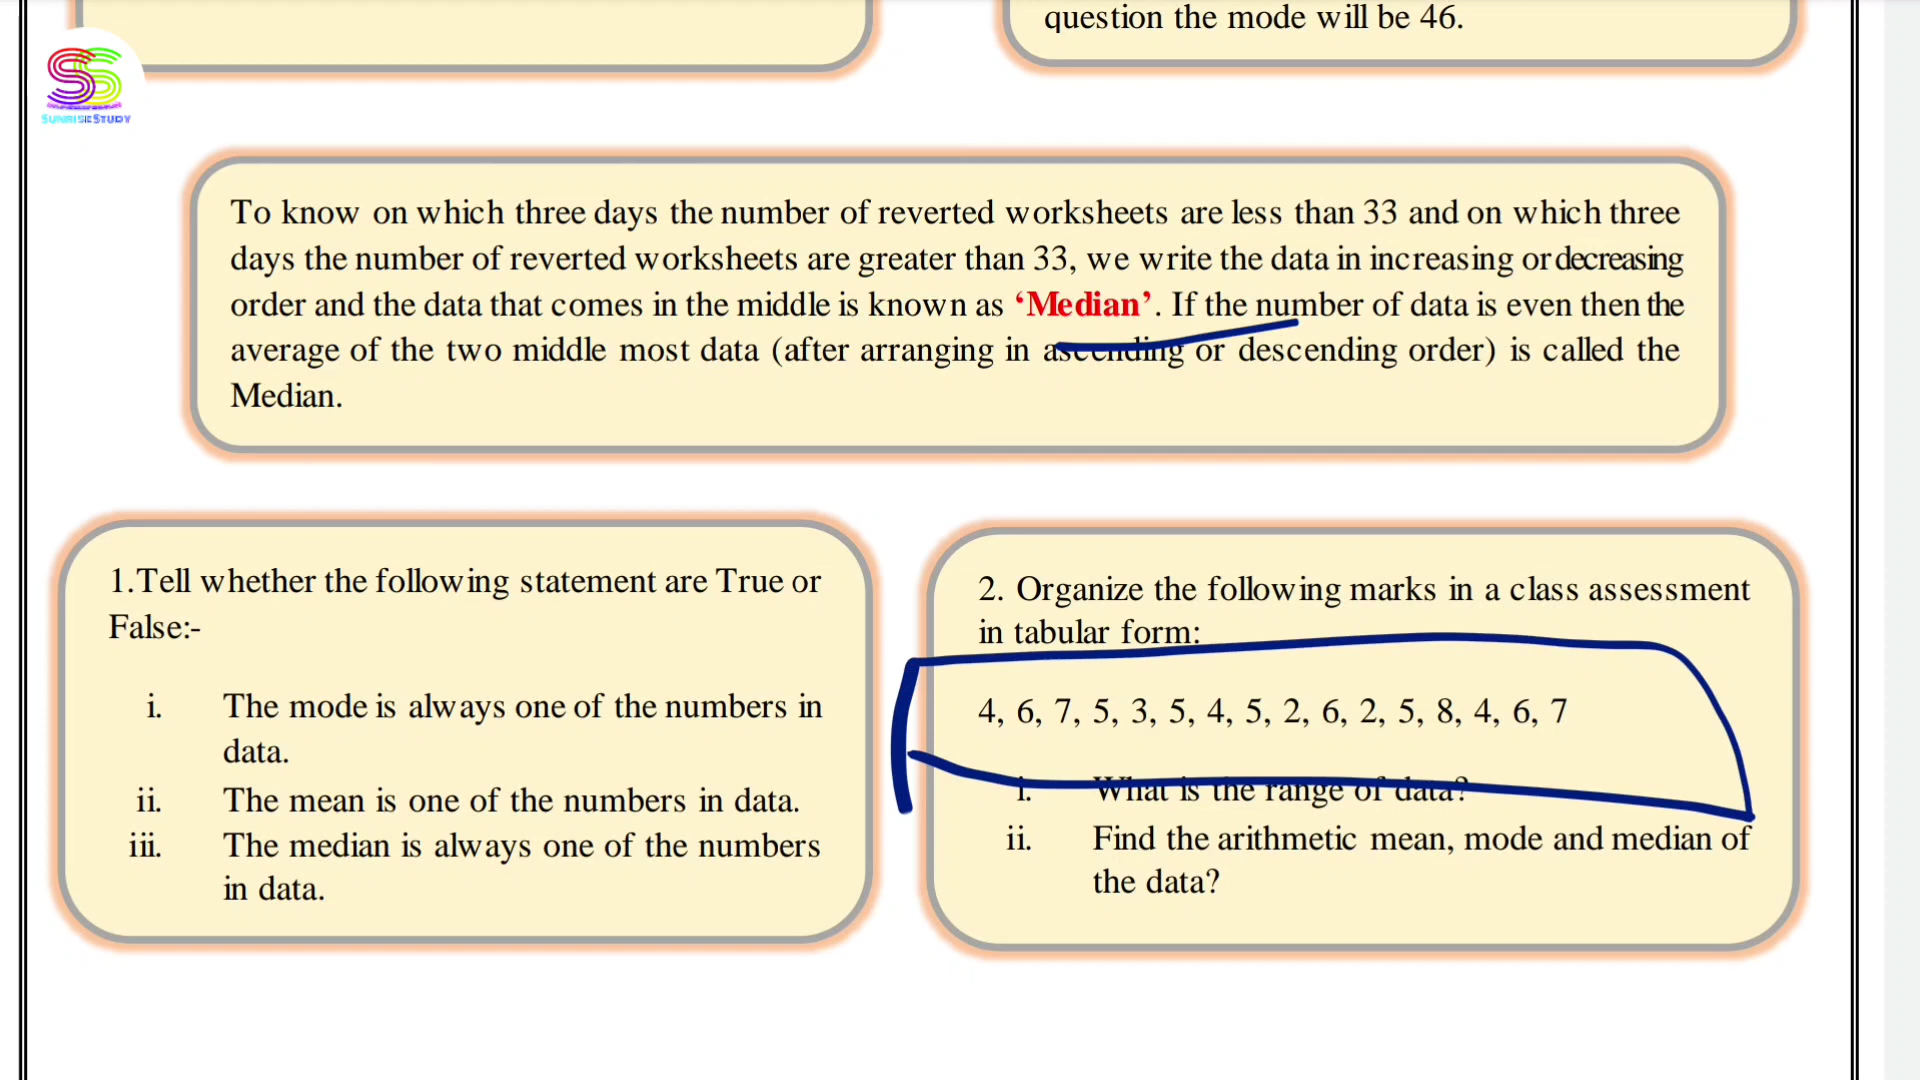 question the mode will be 46.
SUNRISE STUDY
To know on which three days the number of reverted worksheets are less than 33 and on which three
days the number of reverted worksheets are greater than 33, we write the data in increasing or decreasing
order and the data that comes in the middle is known as ‘Median’. If the number of data is even then the
average of the two middle most data (after arranging in ascending or descending order) is called the
Median.
1.Tell whether the following statement are True or
False:-
i. The mode is always one of the numbers in
data.
ii. The mean is one of the numbers in data.
iii. The median is always one of the numbers
in data.
2. Organize the following marks in a class assessment
in tabular form:
4, 6, 7, 5, 3, 5, 4, 5, 2, 6, 2, 5, 8, 4, 6, 7
i. What is the range of data?
ii. Find the arithmetic mean, mode and median of
the data?